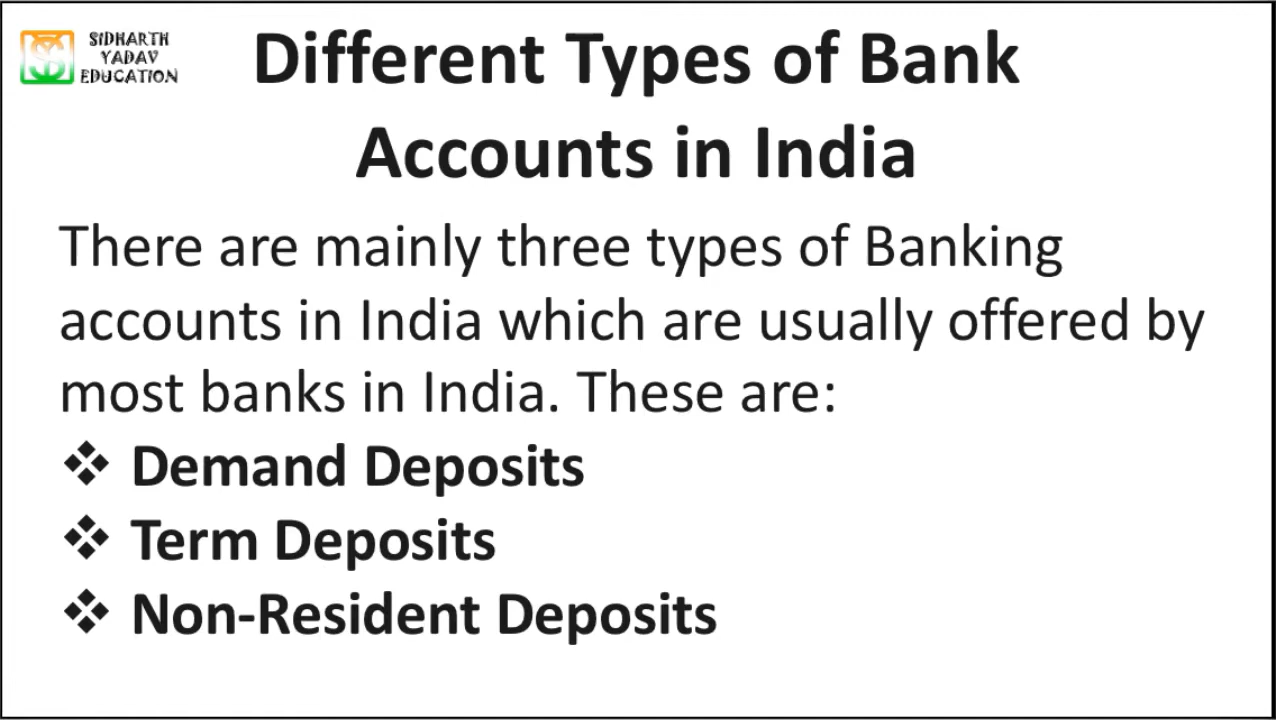 SIDHARTH
YADAV
EDUCATION
Different Types of Bank
Accounts in India
There are mainly three types of Banking
accounts in India which are usually offered by
most banks in India. These are:
❖ Demand Deposits
❖ Term Deposits
❖ Non-Resident Deposits